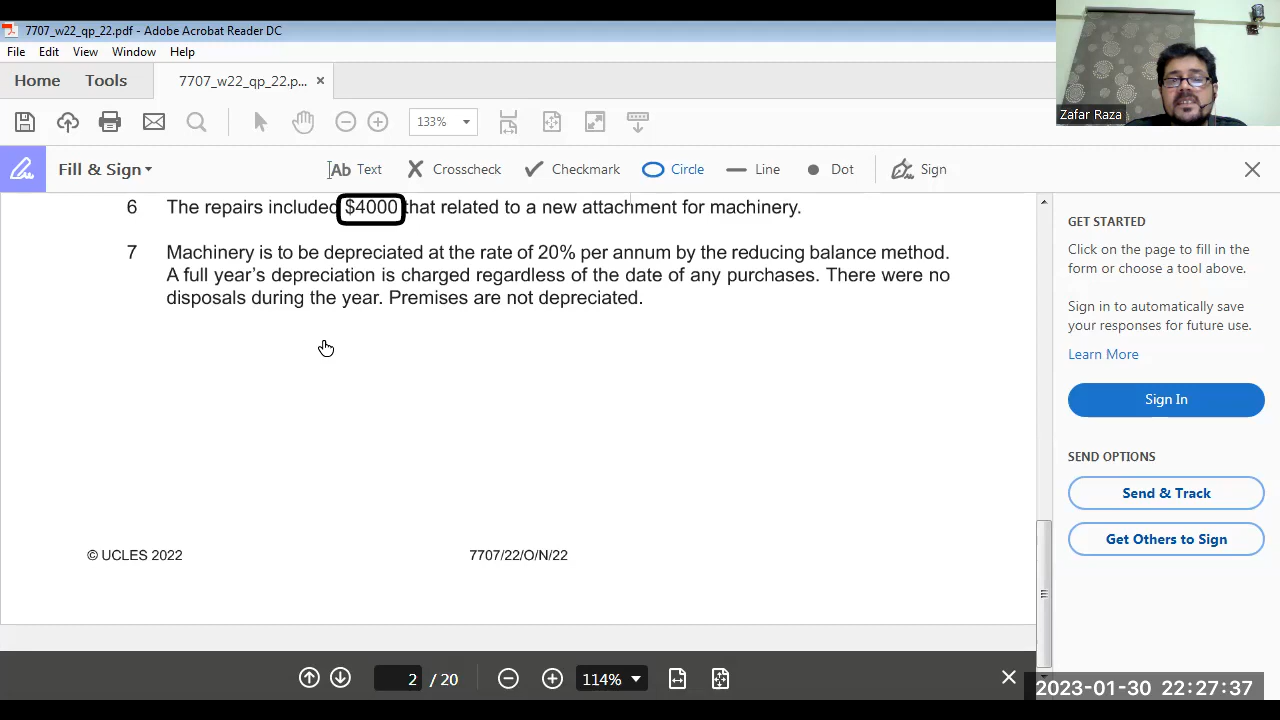 7707_w22_qp_22.pdf - Adobe Acrobat Reader DC
File Edit View Window Help
Home Tools 7707_w22_qp_22.p... ×
133%
Zafar Raza
Fill & Sign
Ab Text Crosscheck Checkmark Circle Line Dot Sign
6 The repairs included $4000 that related to a new attachment for machinery.
7 Machinery is to be depreciated at the rate of 20% per annum by the reducing balance method.
A full year's depreciation is charged regardless of the date of any purchases. There were no
disposals during the year. Premises are not depreciated.
© UCLES 2022 7707/22/O/N/22
GET STARTED
Click on the page to fill in the
form or choose a tool above.
Sign in to automatically save
your responses for future use.
Learn More
Sign In
SEND OPTIONS
Send & Track
Get Others to Sign
2 / 20
114%
2023-01-30 22:27:37